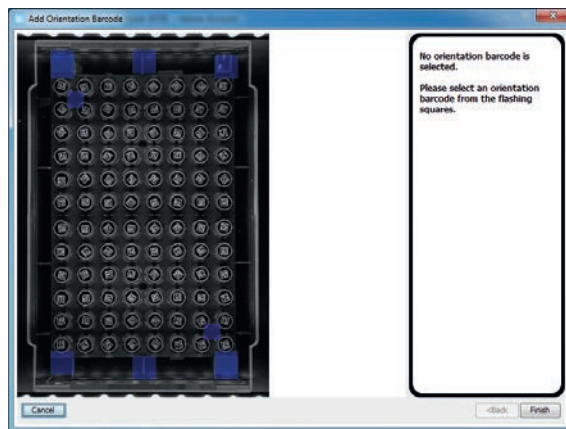 Add Orientation Barcode
No orientation barcode is
selected.
Please select an orientation
barcode from the flashing
squares.
Cancel
<Back
Finish